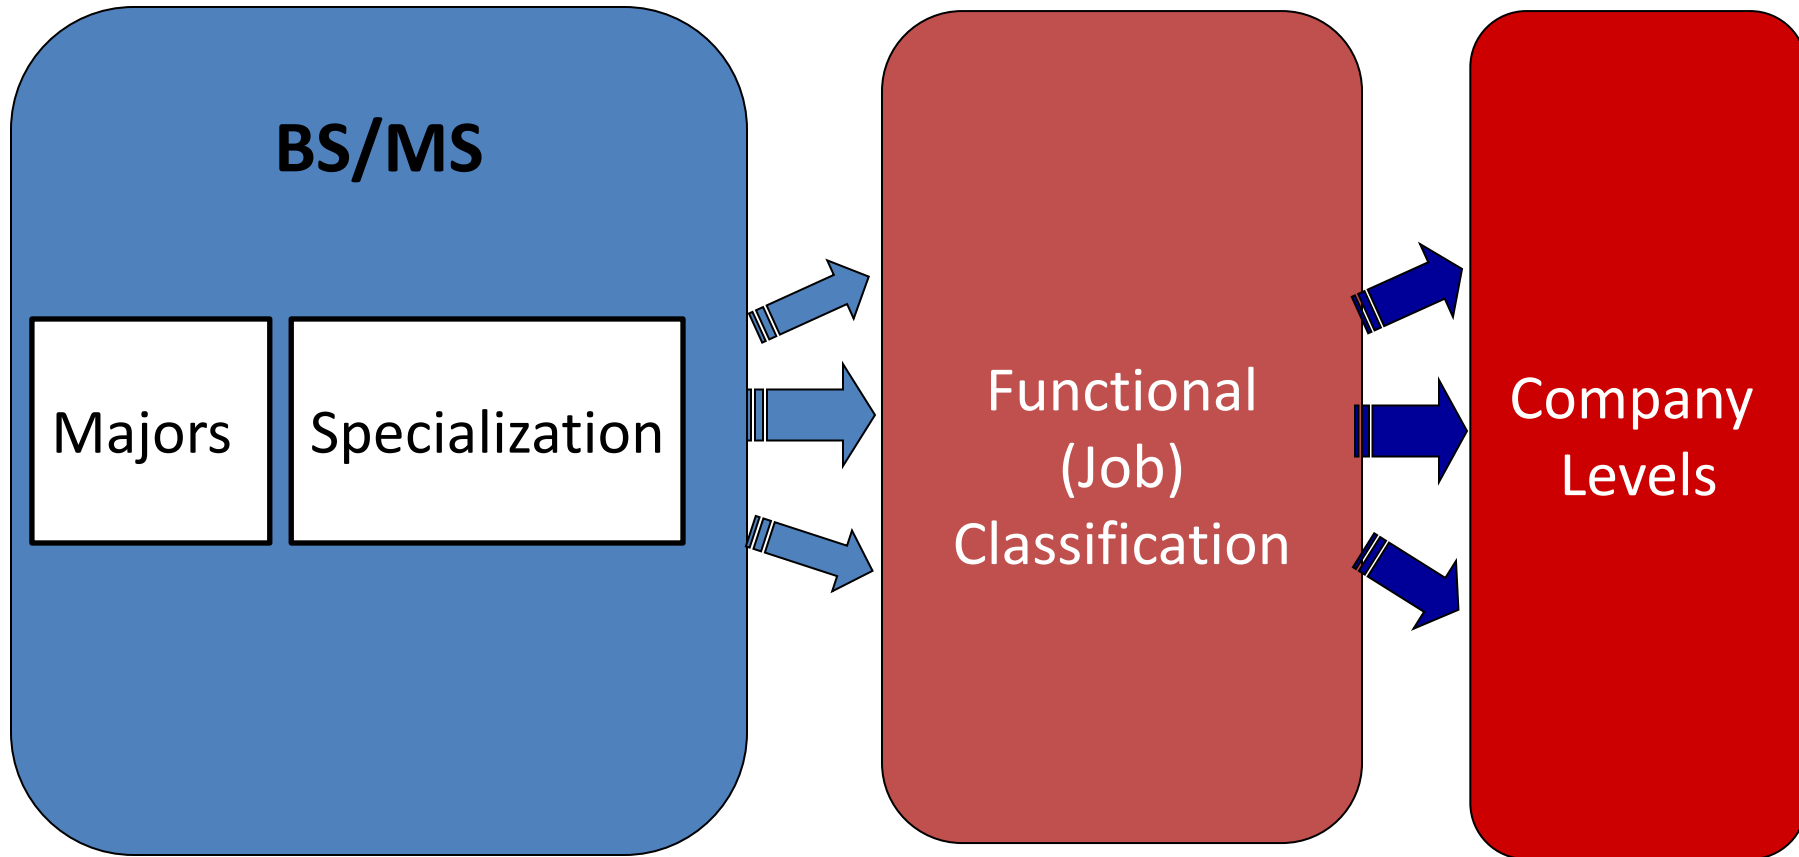 BS/MS
Majors
Specialization
Functional
(Job)
Classification
Company
Levels